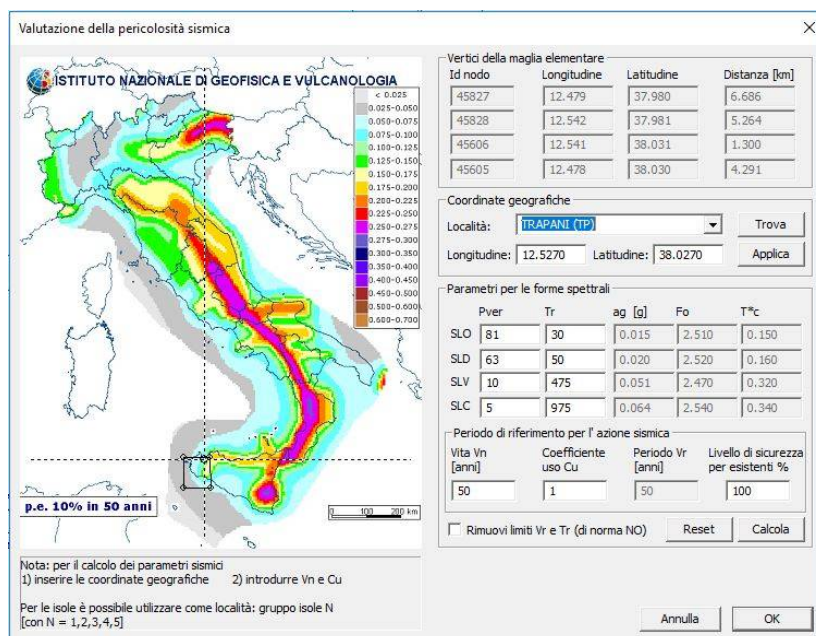 Valutazione della pericolosità sismica
ISTITUTO NAZIONALE DI GEOFISICA E VULCANOLOGIA
< 0.025
0.025-0.050
0.050-0.075
0.075-0.100
0.100-0.125
0.125-0.150
0.150-0.175
0.175-0.200
0.200-0.225
0.225-0.250
0.250-0.275
0.275-0.300
0.300-0.350
0.350-0.400
0.400-0.450
0.450-0.500
0.500-0.600
0.600-0.700
p.e. 10% in 50 anni
0 100 200 km
Nota: per il calcolo dei parametri sismici
1) inserire le coordinate geografiche 2) introdurre Vn e Cu
Per le isole è possibile utilizzare come località: gruppo isole N
[con N = 1,2,3,4,5]
Vertici della maglia elementare
Id nodo Longitudine Latitudine Distanza [km]
45827 12.479 37.980 6.686
45828 12.542 37.981 5.264
45606 12.541 38.031 1.300
45605 12.478 38.030 4.291
Coordinate geografiche
Località: TRAPANI (TP) Trova
Longitudine: 12.5270 Latitudine: 38.0270 Applica
Parametri per le forme spettrali
Pver Tr ag [g] Fo T*c
SLO 81 30 0.015 2.510 0.150
SLD 63 50 0.020 2.520 0.160
SLV 10 475 0.051 2.470 0.320
SLC 5 975 0.064 2.540 0.340
Periodo di riferimento per l' azione sismica
Vita Vn Coefficiente Periodo Vr Livello di sicurezza
[anni] uso Cu [anni] per esistenti %
50 1 50 100
Rimuovi limiti Vr e Tr (di norma NO) Reset Calcola
Annulla OK